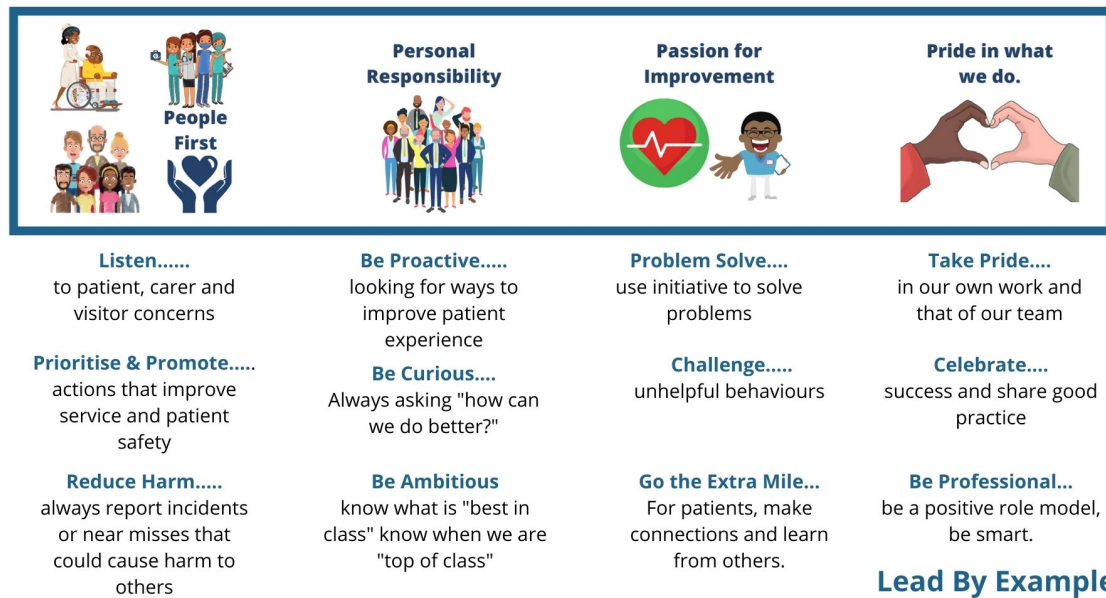 People
First
Personal
Responsibility
Passion for
Improvement
Pride in what
we do.
Listen......
to patient, carer and
visitor concerns
Prioritise & Promote.....
actions that improve
service and patient
safety
Reduce Harm.....
always report incidents
or near misses that
could cause harm to
others
Be Proactive.....
looking for ways to
improve patient
experience
Be Curious....
Always asking "how can
we do better?"
Be Ambitious
know what is "best in
class" know when we are
"top of class"
Problem Solve....
use initiative to solve
problems
Challenge.....
unhelpful behaviours
Go the Extra Mile...
For patients, make
connections and learn
from others.
Take Pride....
in our own work and
that of our team
Celebrate....
success and share good
practice
Be Professional...
be a positive role model,
be smart.
Lead By Example